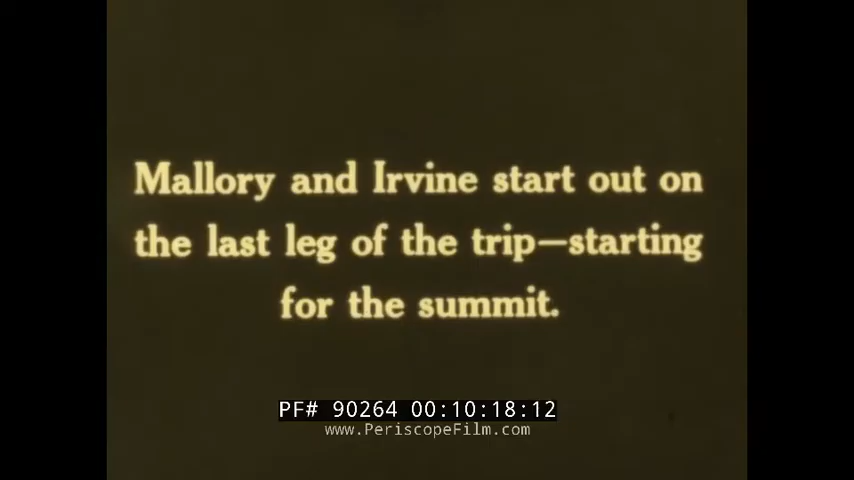 Mallory and Irvine start out on
the last leg of the trip—starting
for the summit.
PF# 90264 00:10:18:12
www.PeriscopeFilm.com